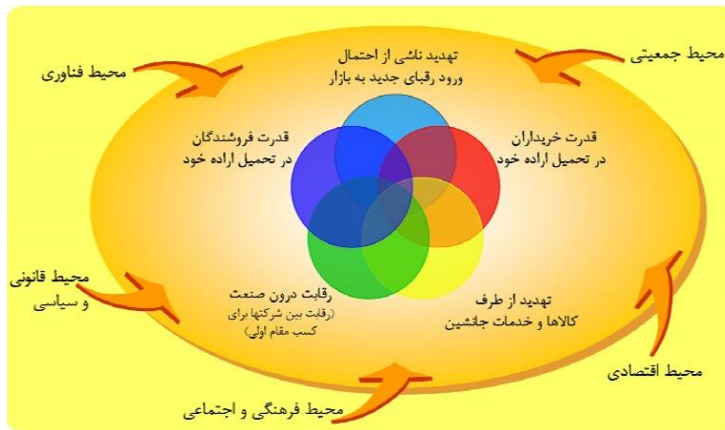 محیط جمعیتی
تهدید ناشی از احتمال
ورود رقبای جدید به بازار
محیط فناوری
قدرت خریداران
در تحمیل اراده خود
قدرت فروشندگان
در تحمیل اراده خود
محیط قانونی
و سیاسی
رقابت درون صنعت
(رقابت بین شرکتها برای
کسب مقام اولی)
تهدید از طرف
کالاها و خدمات جانشین
محیط اقتصادی
محیط فرهنگی و اجتماعی